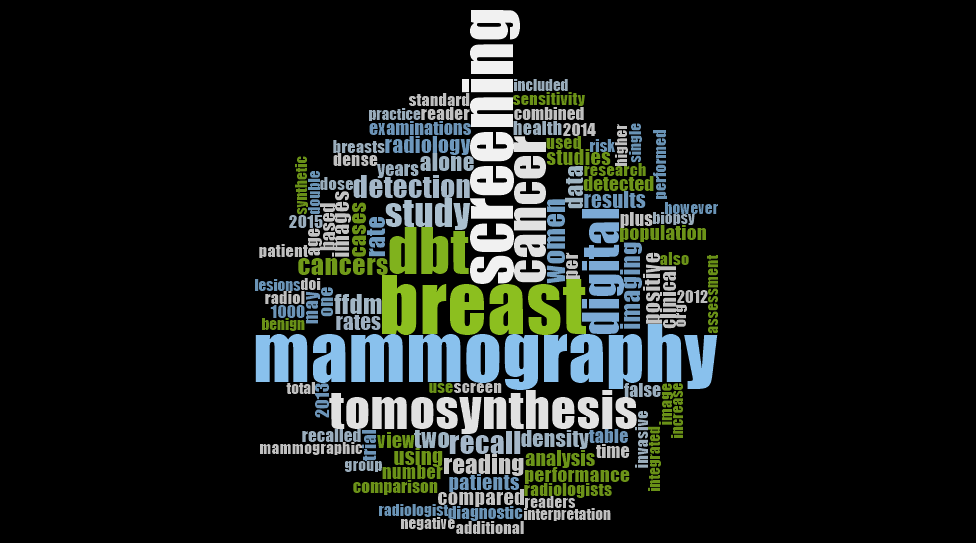 screening
included
standard
sensitivity
practice
reader
combined
examinations
health
2014
breasts
radiology
used
risk
higher
single
dense
alone
studies
performed
years
cancer
research
synthetic
double
dose
detection
data
detected
results
2015
age
based
images
cases
rate
study
women
digital
plus
biopsy
however
population
patient
cancers
dbt
per
imaging
positive
clinical
also
assessment
lesions
doi
radiol
may
one
ffdm
breast
org
2012
1000
benign
rates
mammography
total
2013
use
screen
false
image
increase
tomosynthesis
recalled
trial
view
two
recall
density
table
invasive
integrated
mammographic
time
group
using
reading
analysis
number
patients
performance
comparison
compared
radiologists
readers
radiologist
diagnostic
interpretation
negative
additional